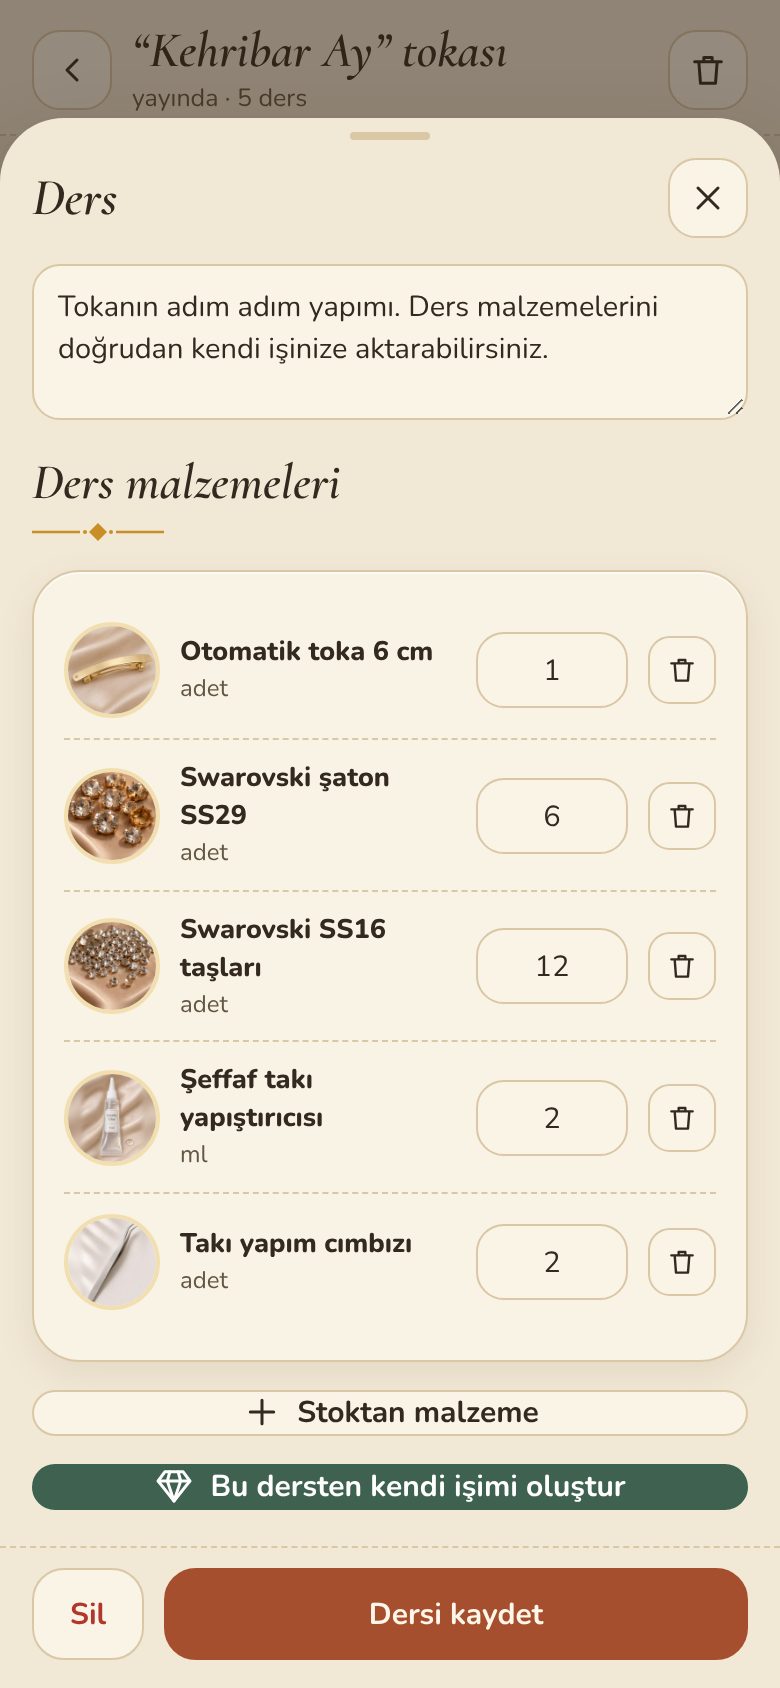 “Kehribar Ay” tokası
yayında · 5 ders
Ders
Tokanın adım adım yapımı. Ders malzemelerini
doğrudan kendi işinize aktarabilirsiniz.
Ders malzemeleri
Otomatik toka 6 cm
adet
1
Swarovski şaton
SS29
adet
6
Swarovski SS16
taşları
adet
12
Şeffaf takı
yapıştırıcısı
ml
2
Takı yapım cımbızı
adet
2
Stoktan malzeme
Bu dersten kendi işimi oluştur
Sil
Dersi kaydet